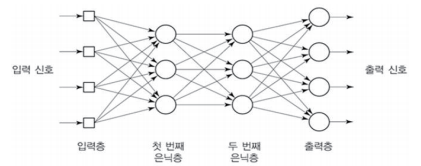 입력 신호
출력 신호
입력층
첫 번째
은닉층
두 번째
은닉층
출력층